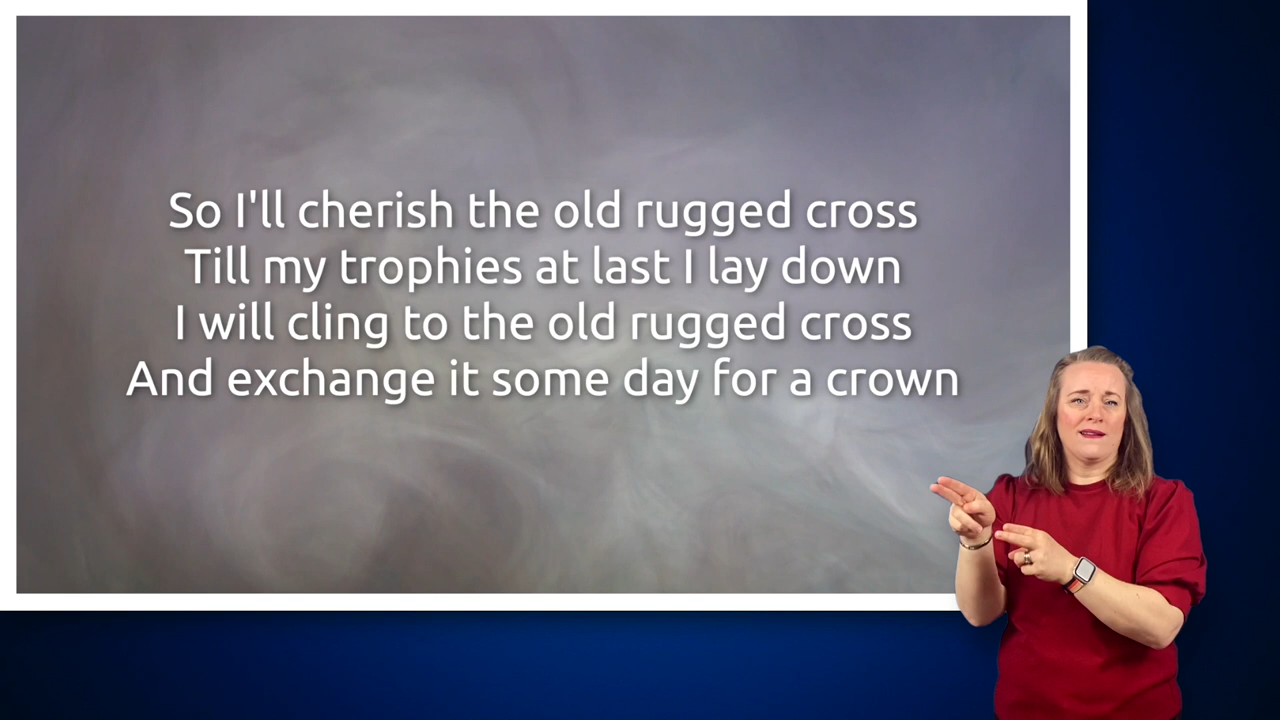 So I'll cherish the old rugged cross
Till my trophies at last I lay down
I will cling to the old rugged cross
And exchange it some day for a crown